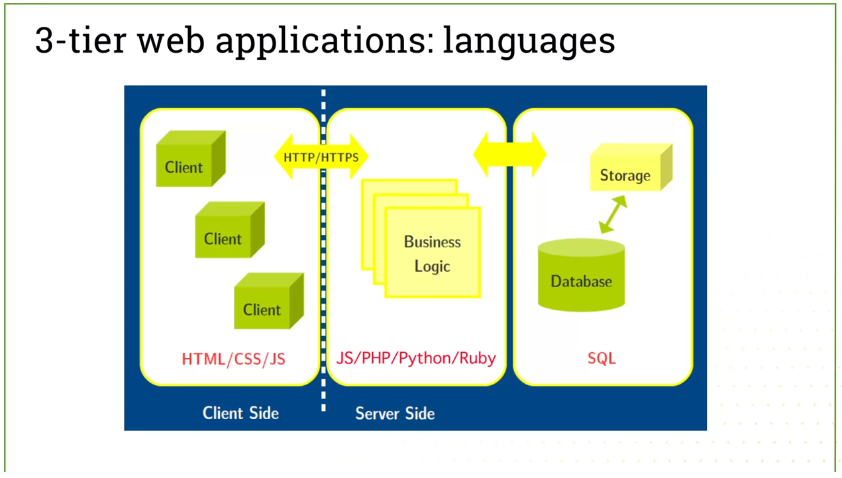 3-tier web applications: languages
Client
Client
Client
HTML/CSS/JS
HTTP/HTTPS
Business
Logic
JS/PHP/Python/Ruby
Storage
Database
SQL
Client Side
Server Side